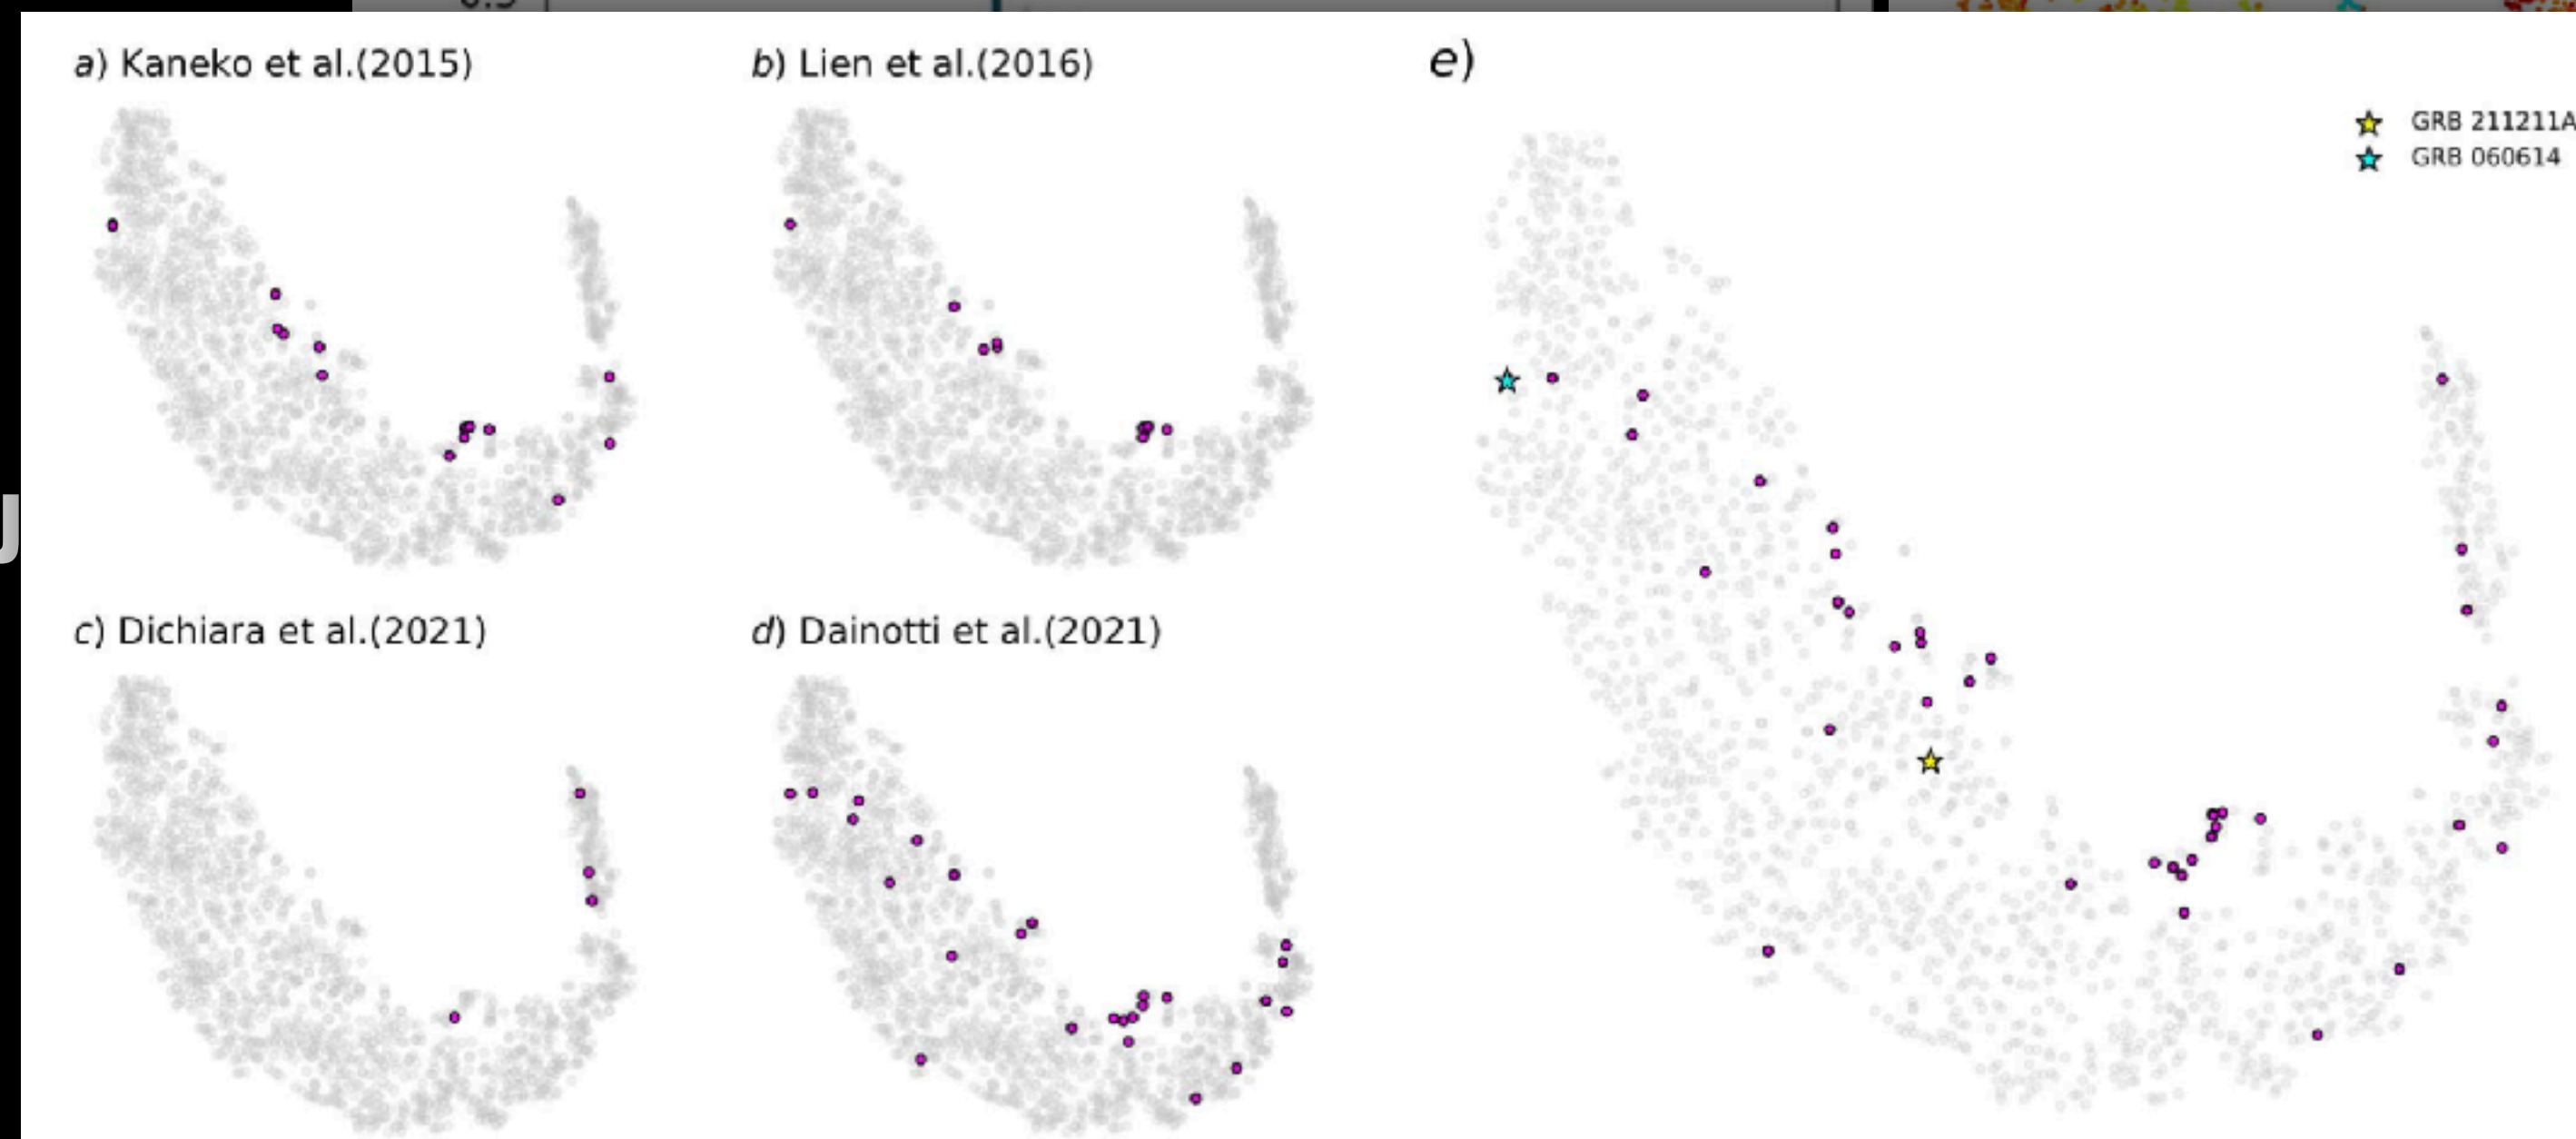 a) Kaneko et al.(2015)
b) Lien et al.(2016)
e)
GRB 211211A
GRB 060614
c) Dichiara et al.(2021)
d) Dainotti et al.(2021)